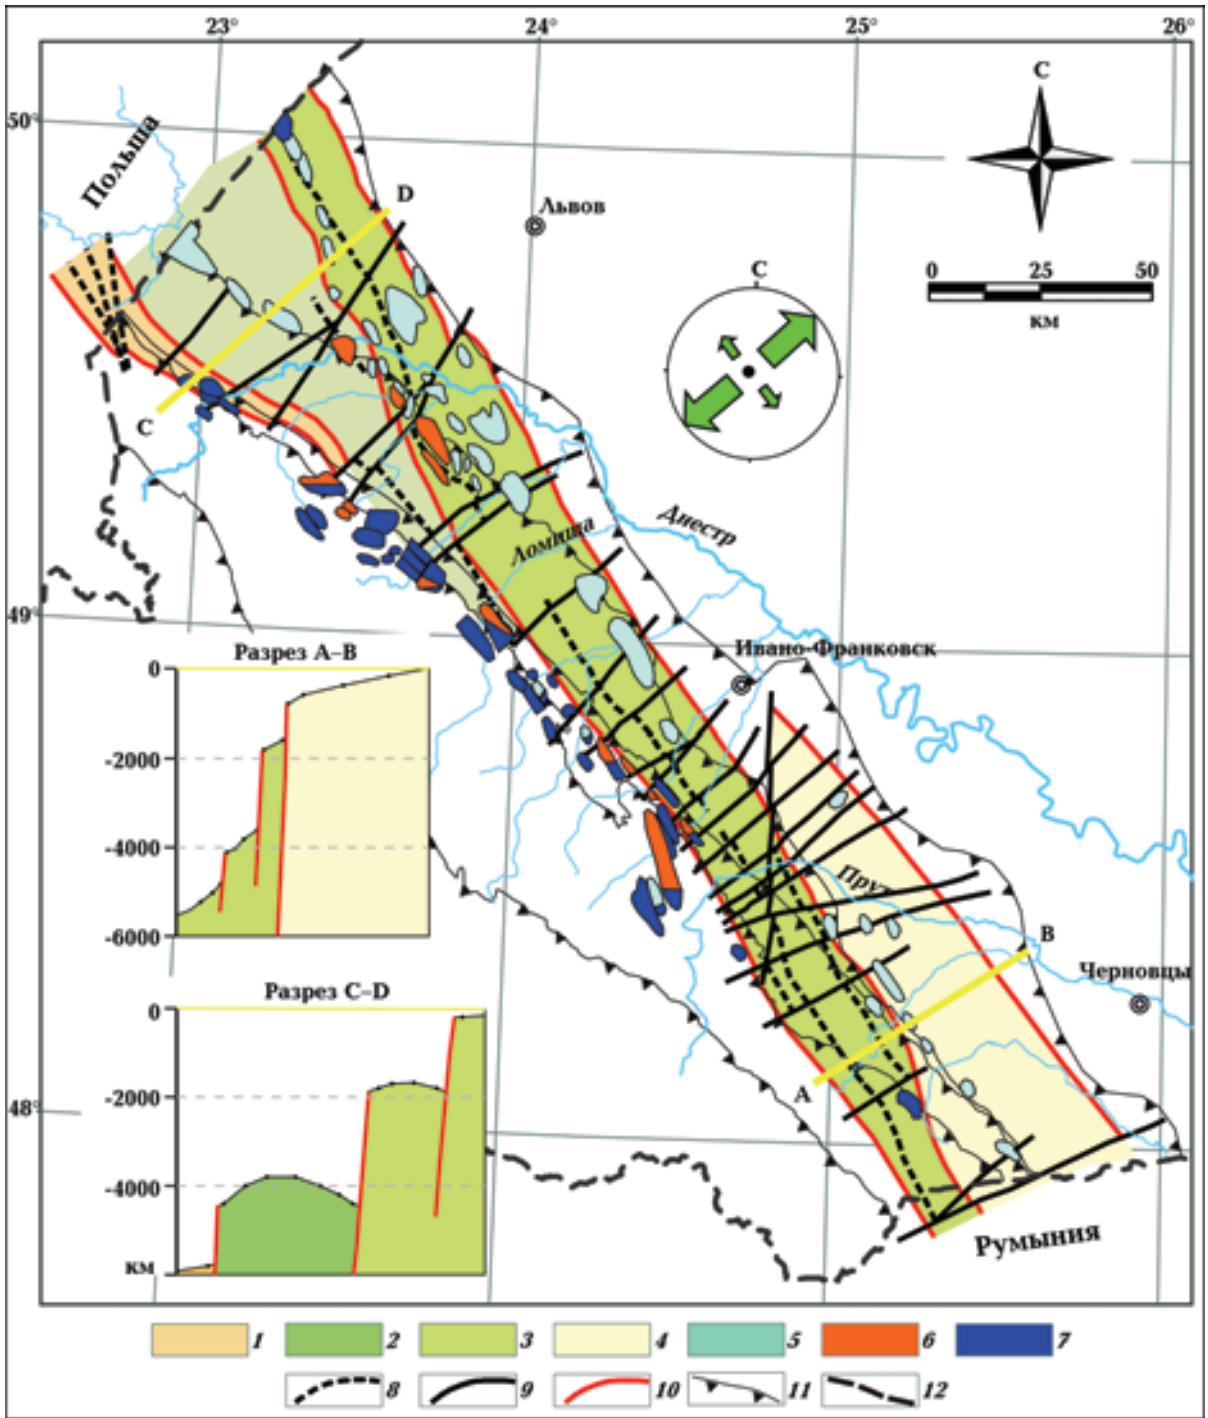 23° 24° 25° 26°
50°
Польша
С
D
Львов
0 25 50
км
С
C
Ломница
Днестр
49°
Ивано-Франковск
Разрез А–В
0
-2000
-4000
-6000
Прут
B
Черновцы
A
Разрез C–D
0
-2000
-4000
км
48°
Румыния
1 2 3 4 5 6 7
8 9 10 11 12